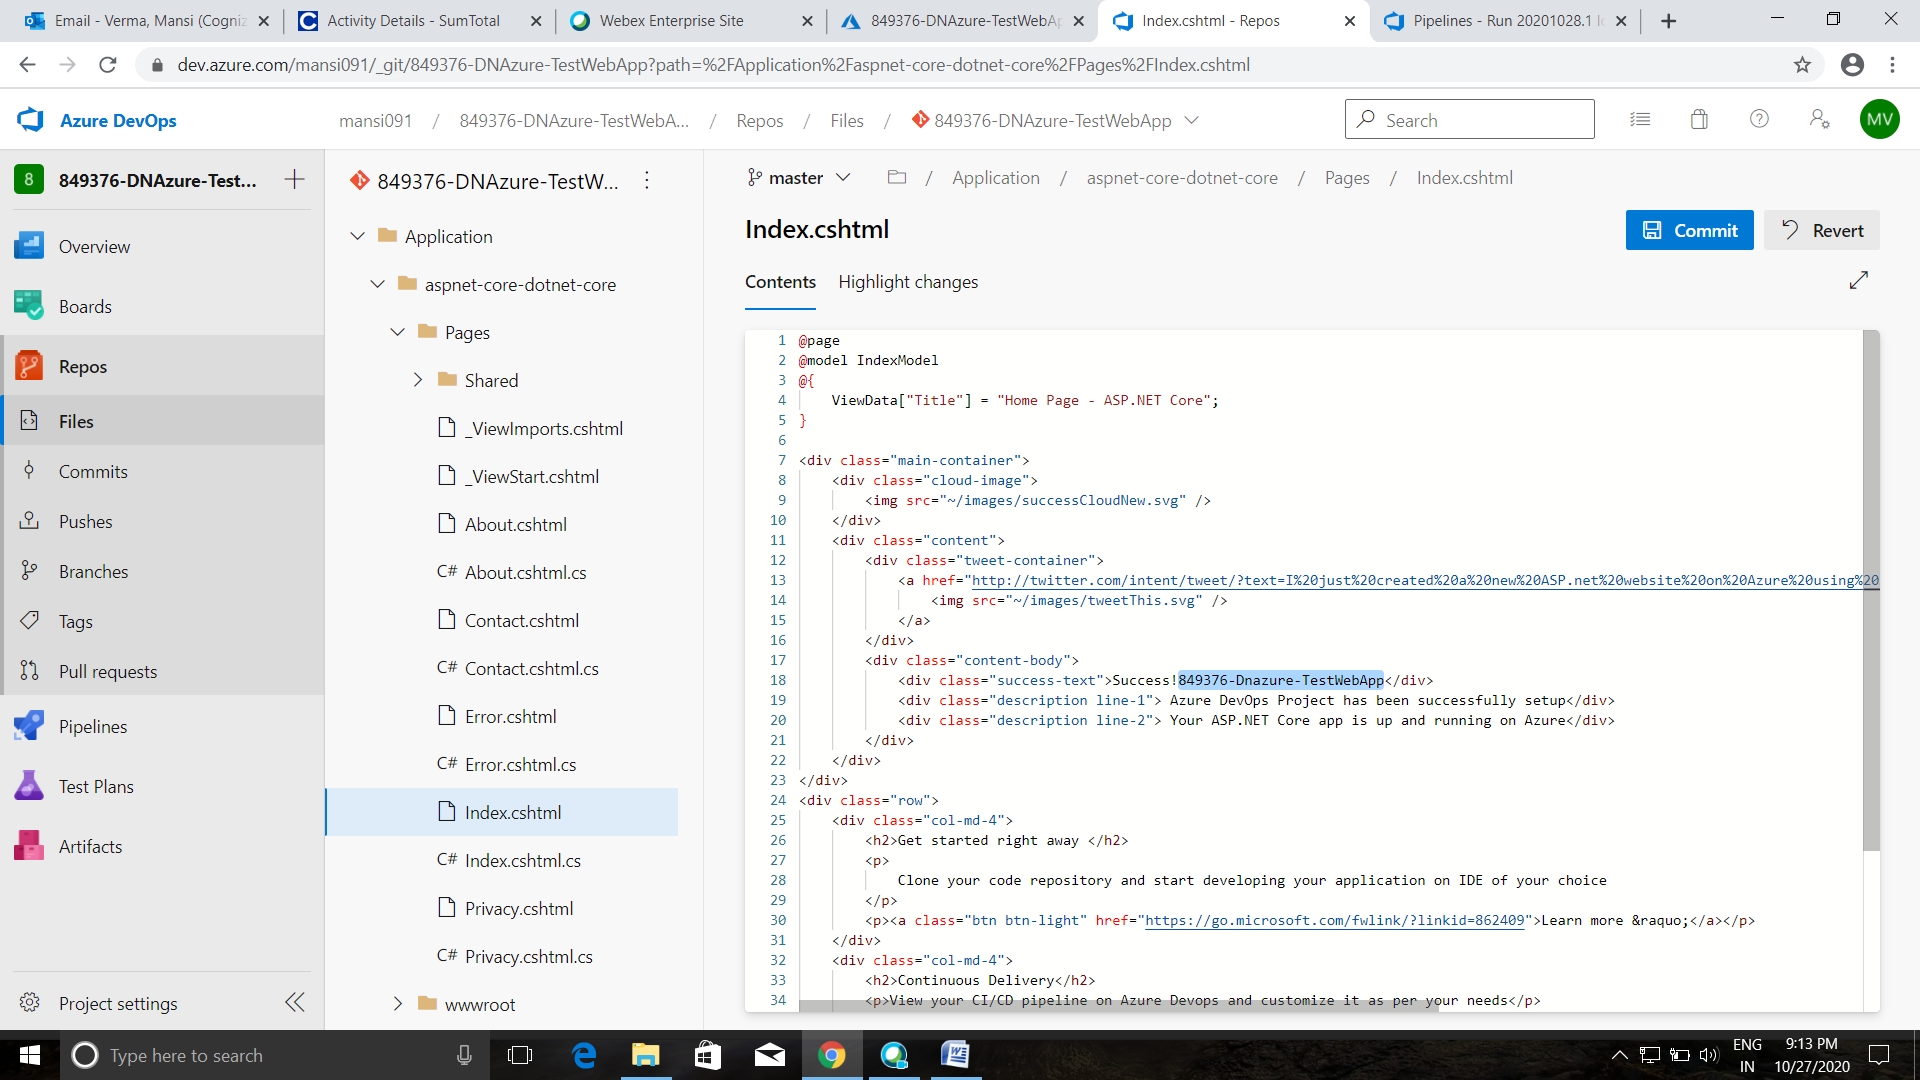 Email - Verma, Mansi (Cogniz
Activity Details - SumTotal
Webex Enterprise Site
849376-DNAzure-TestWebAp
Index.cshtml - Repos
Pipelines - Run 20201028.1
dev.azure.com/mansi091/_git/849376-DNAzure-TestWebApp?path=%2FApplication%2Faspnet-core-dotnet-core%2FPages%2FIndex.cshtml
Azure DevOps
mansi091 / 849376-DNAzure-TestWebA... / Repos / Files / 849376-DNAzure-TestWebApp
Search
MV
8 849376-DNAzure-Test...
Overview
Boards
Repos
Files
Commits
Pushes
Branches
Tags
Pull requests
Pipelines
Test Plans
Artifacts
Project settings
849376-DNAzure-TestW...
Application
aspnet-core-dotnet-core
Pages
Shared
_ViewImports.cshtml
_ViewStart.cshtml
About.cshtml
C# About.cshtml.cs
Contact.cshtml
C# Contact.cshtml.cs
Error.cshtml
C# Error.cshtml.cs
Index.cshtml
C# Index.cshtml.cs
Privacy.cshtml
C# Privacy.cshtml.cs
wwwroot
master / Application / aspnet-core-dotnet-core / Pages / Index.cshtml
Index.cshtml
Commit
Revert
Contents
Highlight changes
1 @page
2 @model IndexModel
3 @{
4 ViewData["Title"] = "Home Page - ASP.NET Core";
5 }
6
7 <div class="main-container">
8 <div class="cloud-image">
9 <img src="~/images/successCloudNew.svg" />
10 </div>
11 <div class="content">
12 <div class="tweet-container">
13 <a href="http://twitter.com/intent/tweet/?text=I%20just%20created%20a%20new%20ASP.net%20website%20on%20Azure%20using%20
14 <img src="~/images/tweetThis.svg" />
15 </a>
16 </div>
17 <div class="content-body">
18 <div class="success-text">Success!849376-Dnazure-TestWebApp</div>
19 <div class="description line-1"> Azure DevOps Project has been successfully setup</div>
20 <div class="description line-2"> Your ASP.NET Core app is up and running on Azure</div>
21 </div>
22 </div>
23 </div>
24 <div class="row">
25 <div class="col-md-4">
26 <h2>Get started right away </h2>
27 <p>
28 Clone your code repository and start developing your application on IDE of your choice
29 </p>
30 <p><a class="btn btn-light" href="https://go.microsoft.com/fwlink/?linkid=862409">Learn more &raquo;</a></p>
31 </div>
32 <div class="col-md-4">
33 <h2>Continuous Delivery</h2>
34 <p>View your CI/CD pipeline on Azure Devops and customize it as per your needs</p>
Type here to search
ENG
IN
9:13 PM
10/27/2020